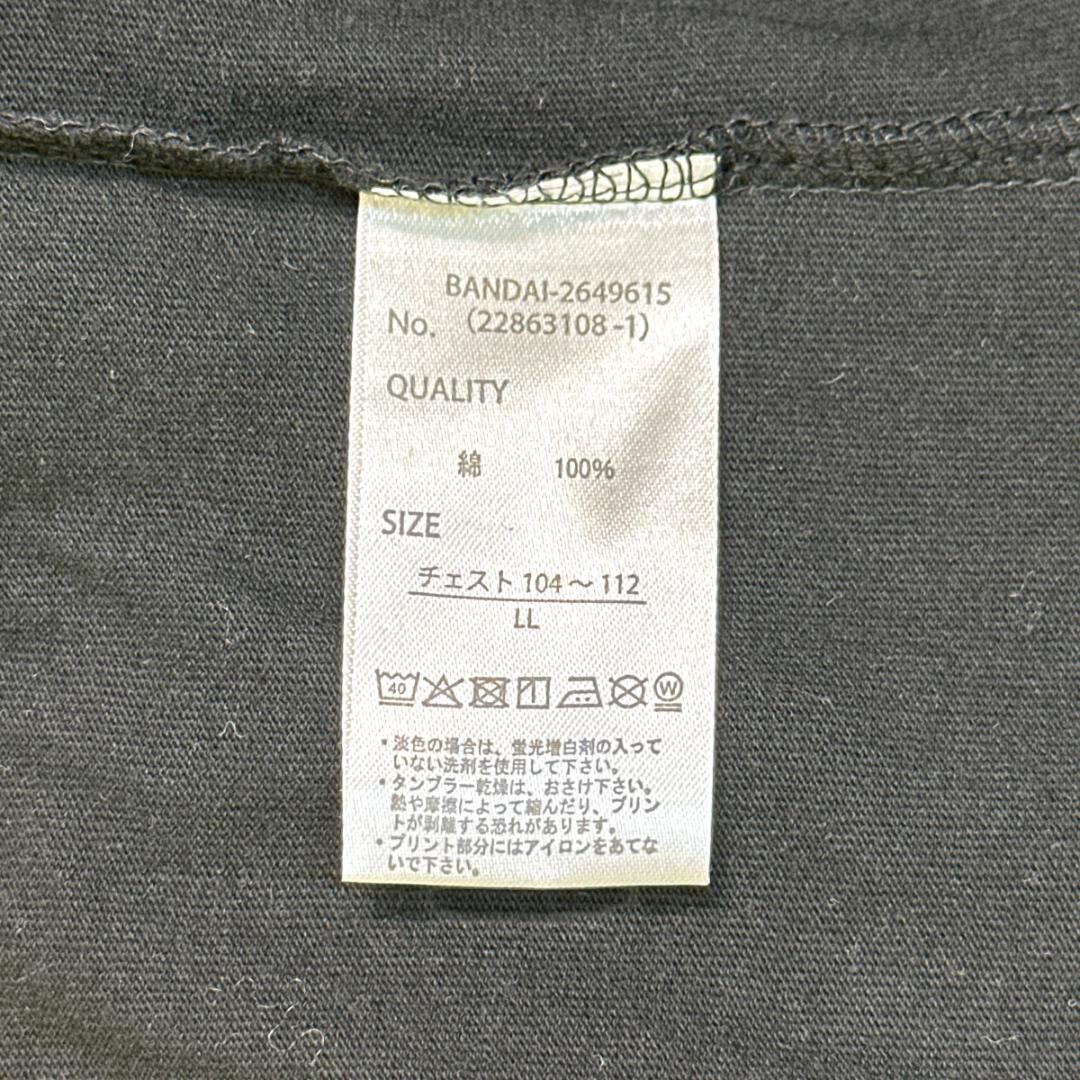 BANDAI-2649615
No. (22863108-1)
QUALITY
綿 100%
SIZE
チェスト 104～112
LL
40
W
・淡色の場合は、蛍光増白剤の入って
いない洗剤を使用して下さい。
・タンブラー乾燥は、おさけ下さい。
熱や摩擦によって縮んだり、プリン
トが剥離する恐れがあります。
・プリント部分にはアイロンをあてな
いで下さい。